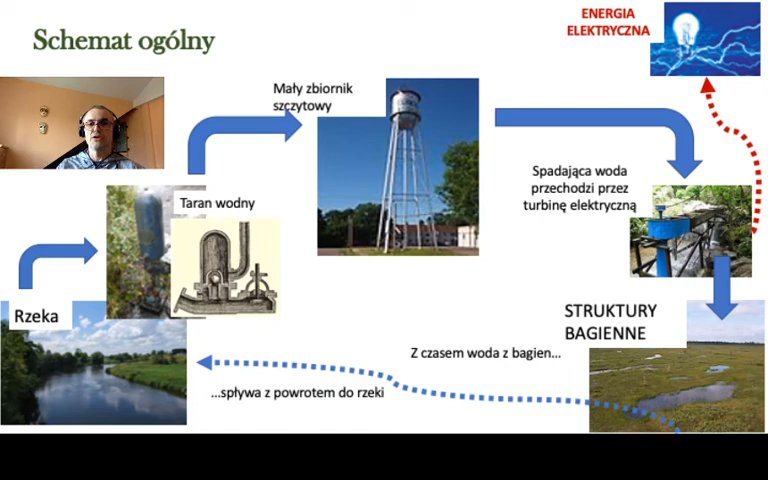 Schemat ogólny
ENERGIA
ELEKTRYCZNA
Mały zbiornik
szczytowy
Taran wodny
Spadająca woda
przechodzi przez
turbinę elektryczną
Rzeka
STRUKTURY
BAGIENNE
Z czasem woda z bagien...
...spływa z powrotem do rzeki